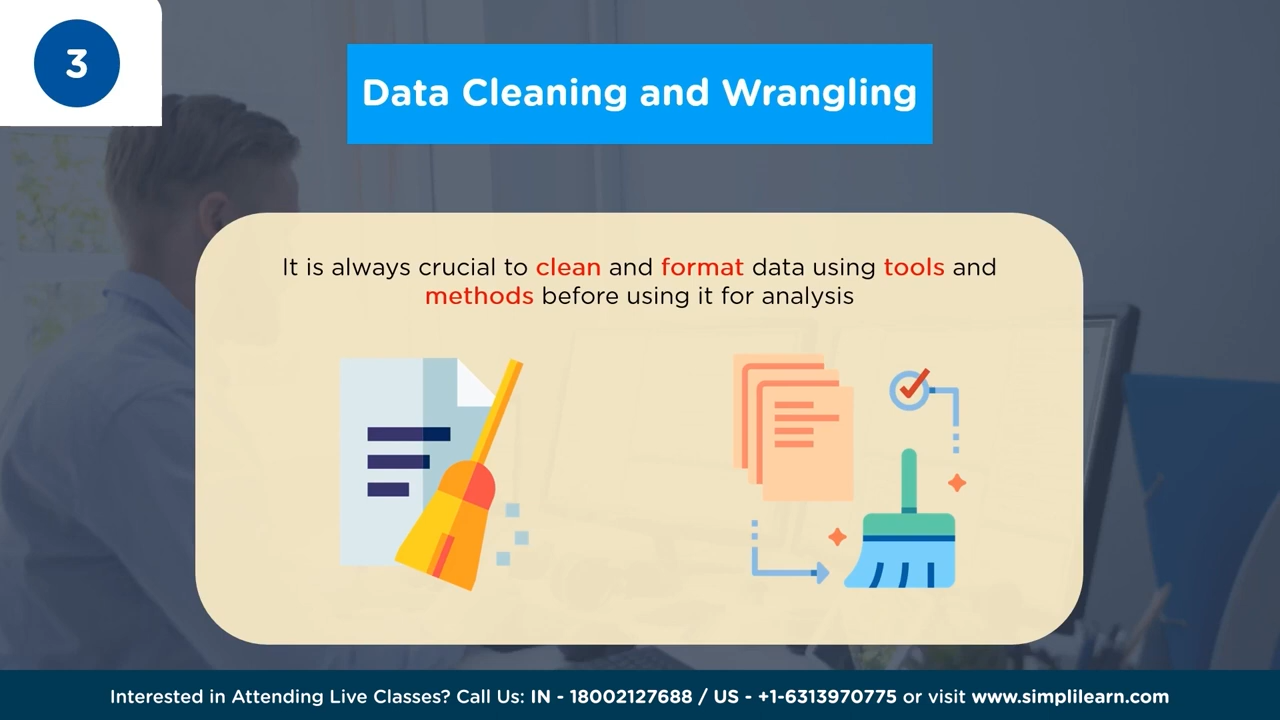 3
Data Cleaning and Wrangling
It is always crucial to clean and format data using tools and
methods before using it for analysis
Interested in Attending Live Classes? Call Us: IN - 18002127688 / US - +1-6313970775 or visit www.simplilearn.com